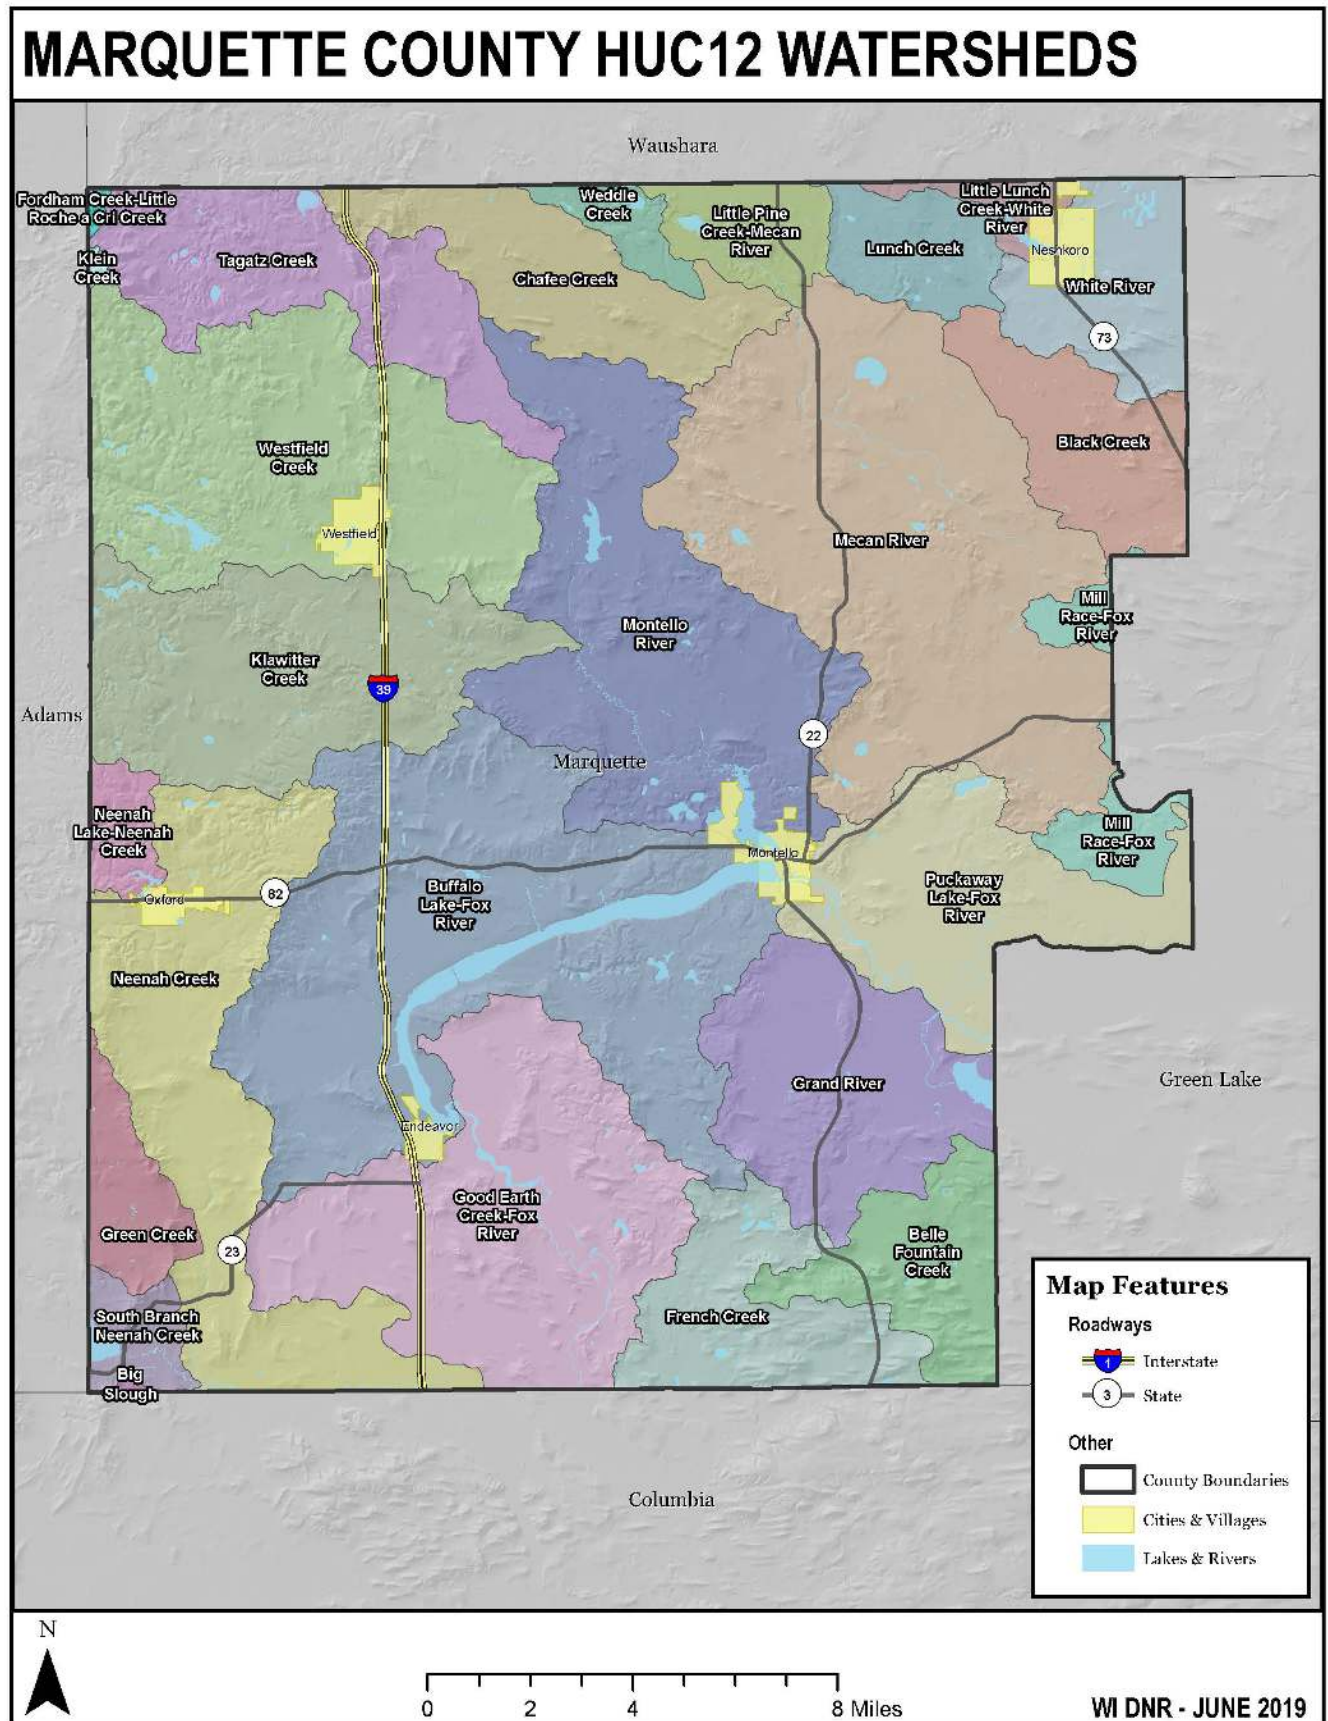 MARQUETTE COUNTY HUC12 WATERSHEDS
Waushara
Fordham Creek-Little
Roche a Cri Creek
Klein
Creek
Tagatz Creek
Weddle
Creek
Chafee Creek
Little Pine
Creek-Mecan
River
Lunch Creek
Little Lunch
Creek-White
River
Neshkoro
White River
73
Westfield
Creek
Westfield
Black Creek
Mecan River
Mill
Race-Fox
River
Montello
River
Klawitter
Creek
39
Adams
22
Marquette
Neenah
Lake-Neenah
Creek
Oxford
82
Buffalo
Lake-Fox
River
Montello
Puckaway
Lake-Fox
River
Mill
Race-Fox
River
Neenah Creek
Grand River
Green Lake
Endeavor
Good Earth
Creek-Fox
River
Green Creek
23
Belle
Fountain
Creek
South Branch
Neenah Creek
French Creek
Big
Slough
Columbia
Map Features
Roadways
1 Interstate
3 State
Other
County Boundaries
Cities & Villages
Lakes & Rivers
N
0 2 4 8 Miles
WI DNR - JUNE 2019